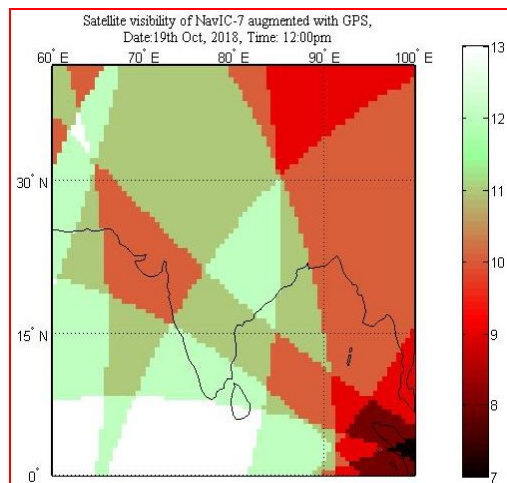 Satellite visibility of NavIC-7 augmented with GPS,
Date:19th Oct, 2018, Time: 12:00pm
60° E 70° E 80° E 90° E 100° E
30° N
15° N
0°
13
12
11
10
9
8
7